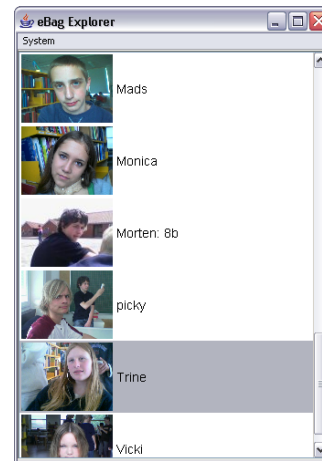 eBag Explorer
System
Mads
Monica
Morten: 8b
picky
Trine
Vicki